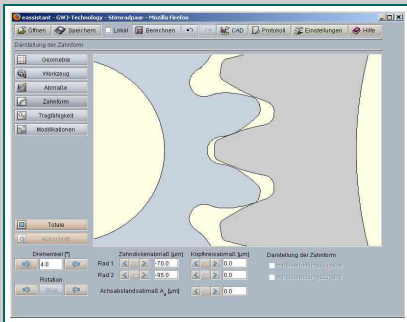 eassistant - GWJ-Technology - Stirnradpaar - Mozilla Firefox
Öffnen Speichern Lokal Berechnen CAD Protokoll Einstellungen Hilfe
Darstellung der Zahnform
Geometrie
Werkzeug
Abmaße
Zahnform
Tragfähigkeit
Modifikationen
Totale
Ausschnitt
Drehwinkel [°] Zahndickenabmaß [µm] Kopfkreisabmaß [µm] Darstellung der Zahnform
4.0 Rad 1 -70.0 0.0
Rotation Rad 2 -95.0 0.0
Stop Achsabstandsabmaß A [µm] 0.0